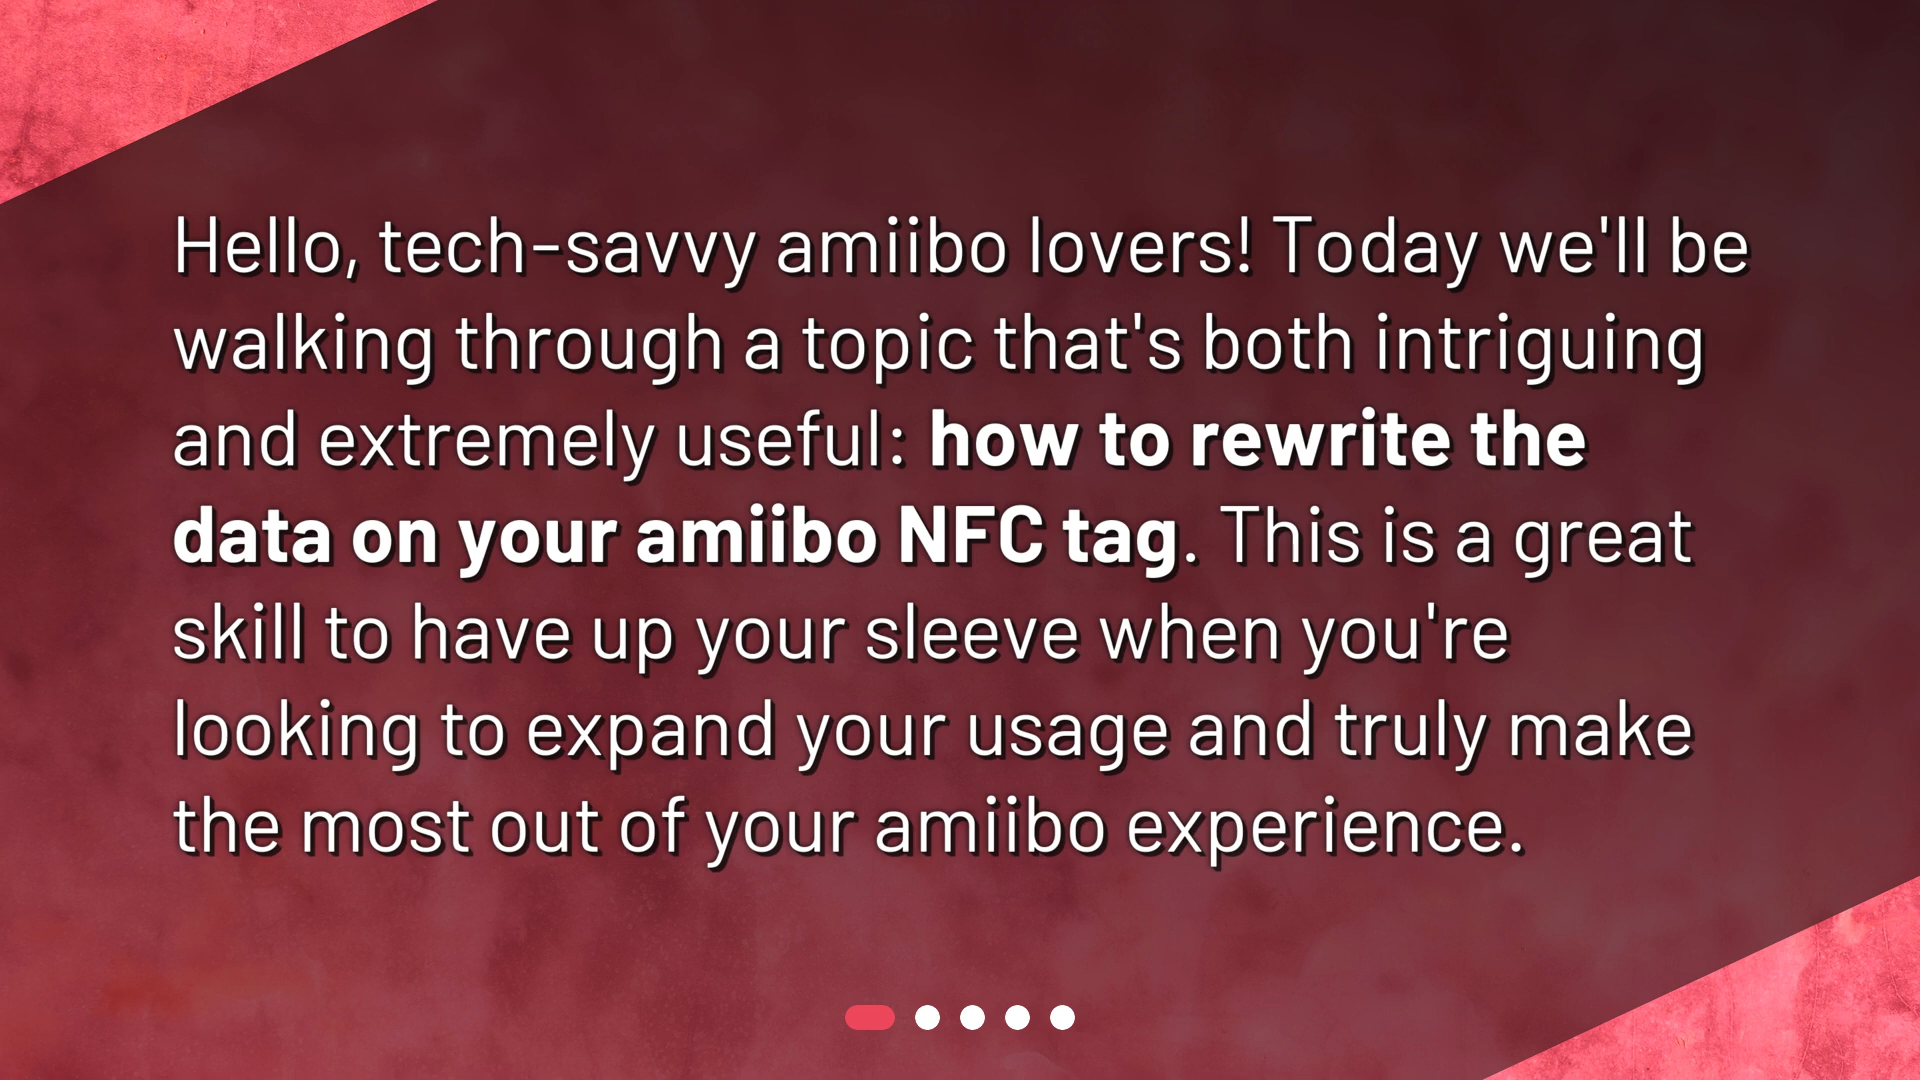 Hello, tech-savvy amiibo lovers! Today we'll be
walking through a topic that's both intriguing
and extremely useful: how to rewrite the
data on your amiibo NFC tag. This is a great
skill to have up your sleeve when you're
looking to expand your usage and truly make
the most out of your amiibo experience.